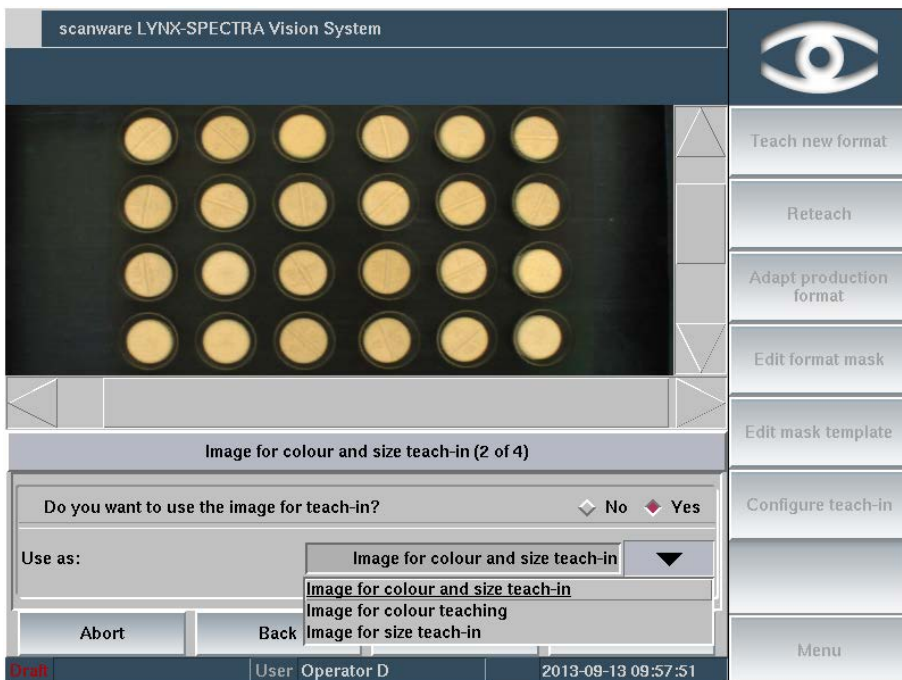 scanware LYNX-SPECTRA Vision System
Teach new format
Reteach
Adapt production
format
Edit format mask
Edit mask template
Configure teach-in
Menu
Image for colour and size teach-in (2 of 4)
Do you want to use the image for teach-in? No Yes
Use as: Image for colour and size teach-in
Image for colour and size teach-in
Image for colour teaching
Image for size teach-in
Abort Back
Draft User Operator D 2013-09-13 09:57:51